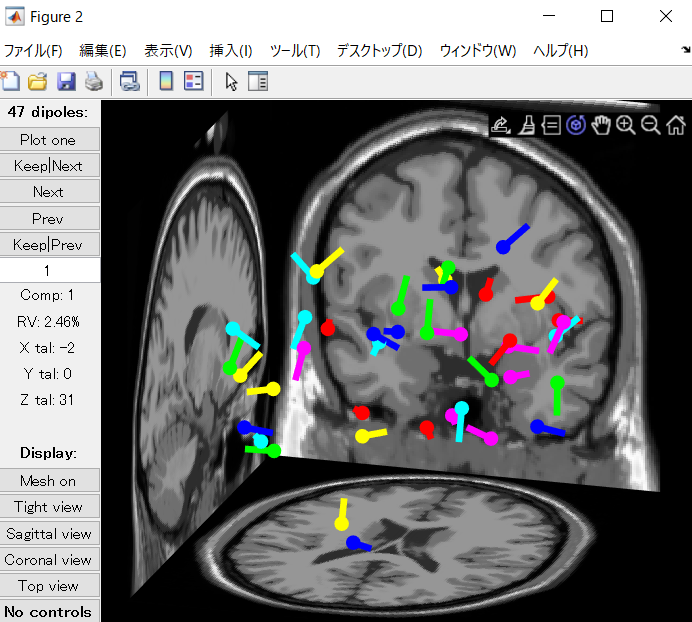 Figure 2
ファイル(F) 編集(E) 表示(V) 挿入(I) ツール(T) デスクトップ(D) ウィンドウ(W) ヘルプ(H)
47 dipoles:
Plot one
Keep|Next
Next
Prev
Keep|Prev
1
Comp: 1
RV: 2.46%
X tal: -2
Y tal: 0
Z tal: 31
Display:
Mesh on
Tight view
Sagittal view
Coronal view
Top view
No controls